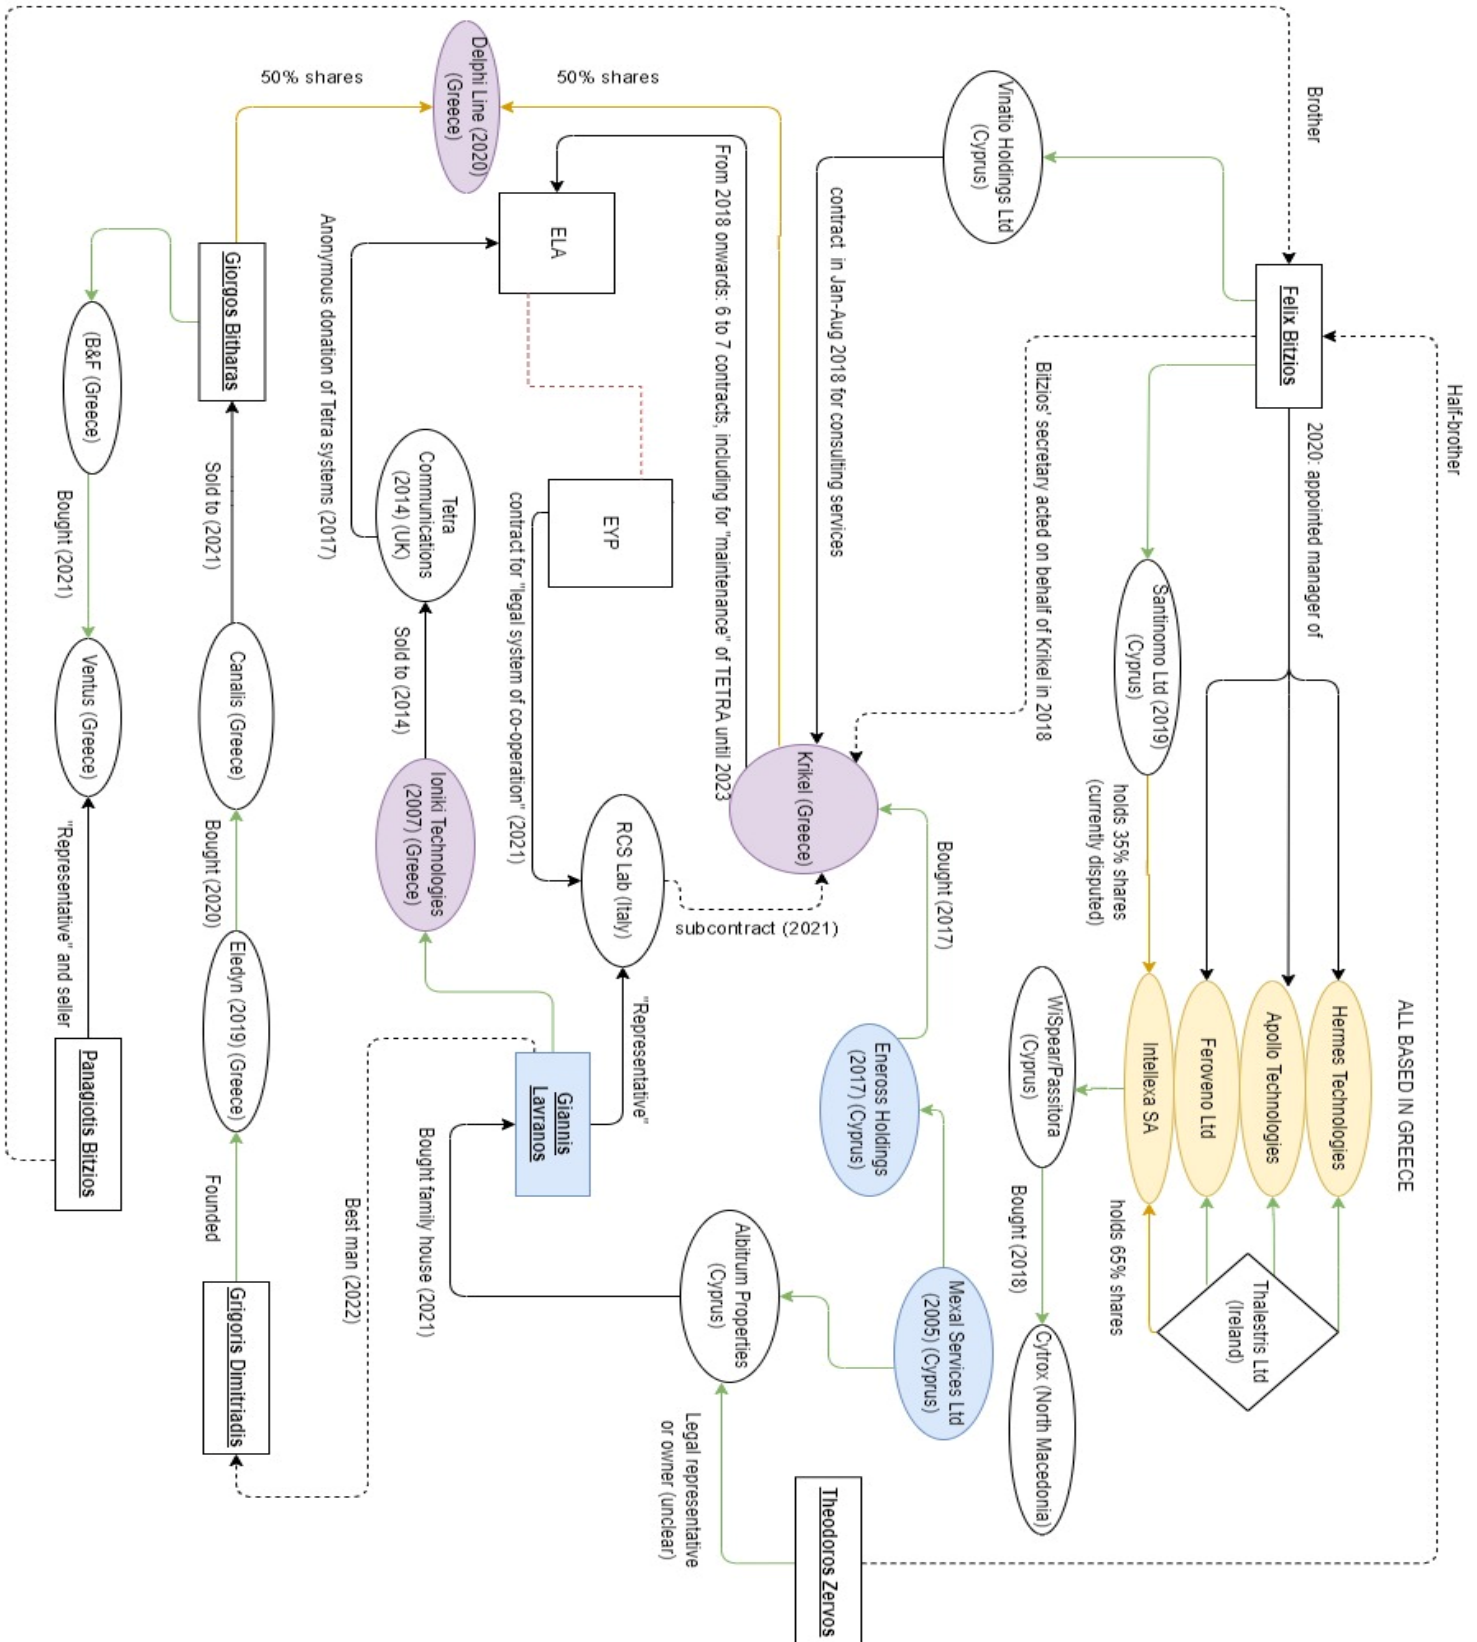 Half-brother
Brother
ALL BASED IN GREECE
Felix Bitzios
2020: appointed manager of
Hermes Technologies
Apollo Technologies
Feroveno Ltd
Intellexa SA
Thalestris Ltd
(Ireland)
holds 65% shares
Santinomo Ltd (2019)
(Cyprus)
holds 35% shares
(currently disputed)
Vinatio Holdings Ltd
(Cyprus)
Bitzios' secretary acted on behalf of Krikel in 2018
WiSpear/Passitora
(Cyprus)
Bought (2018)
Cytrox (North Macedonia)
contract in Jan-Aug 2018 for consulting services
Krikel (Greece)
Bought (2017)
Eneross Holdings
(2017) (Cyprus)
Mexal Services Ltd
(2005) (Cyprus)
Theodoros Zervos
From 2018 onwards: 6 to 7 contracts, including for "maintenance" of TETRA until 2023
50% shares
50% shares
Delphi Line (2020)
(Greece)
ELA
EYP
RCS Lab (Italy)
subcontract (2021)
"Representative"
Albitrum Properties
(Cyprus)
Legal representative
or owner (unclear)
contract for "legal system of co-operation" (2021)
Giannis
Lavranos
Bought family house (2021)
Tetra
Communications
(2014) (UK)
Sold to (2014)
Ioniki Technologies
(2007) (Greece)
Anonymous donation of Tetra systems (2017)
Best man (2022)
Giorgos Bitharas
Sold to (2021)
Canalis (Greece)
Bought (2020)
Eledyn (2019) (Greece)
Founded
Grigoris Dimitriadis
(B&F (Greece)
Bought (2021)
Ventus (Greece)
"Representative" and seller
Panagiotis Bitzios